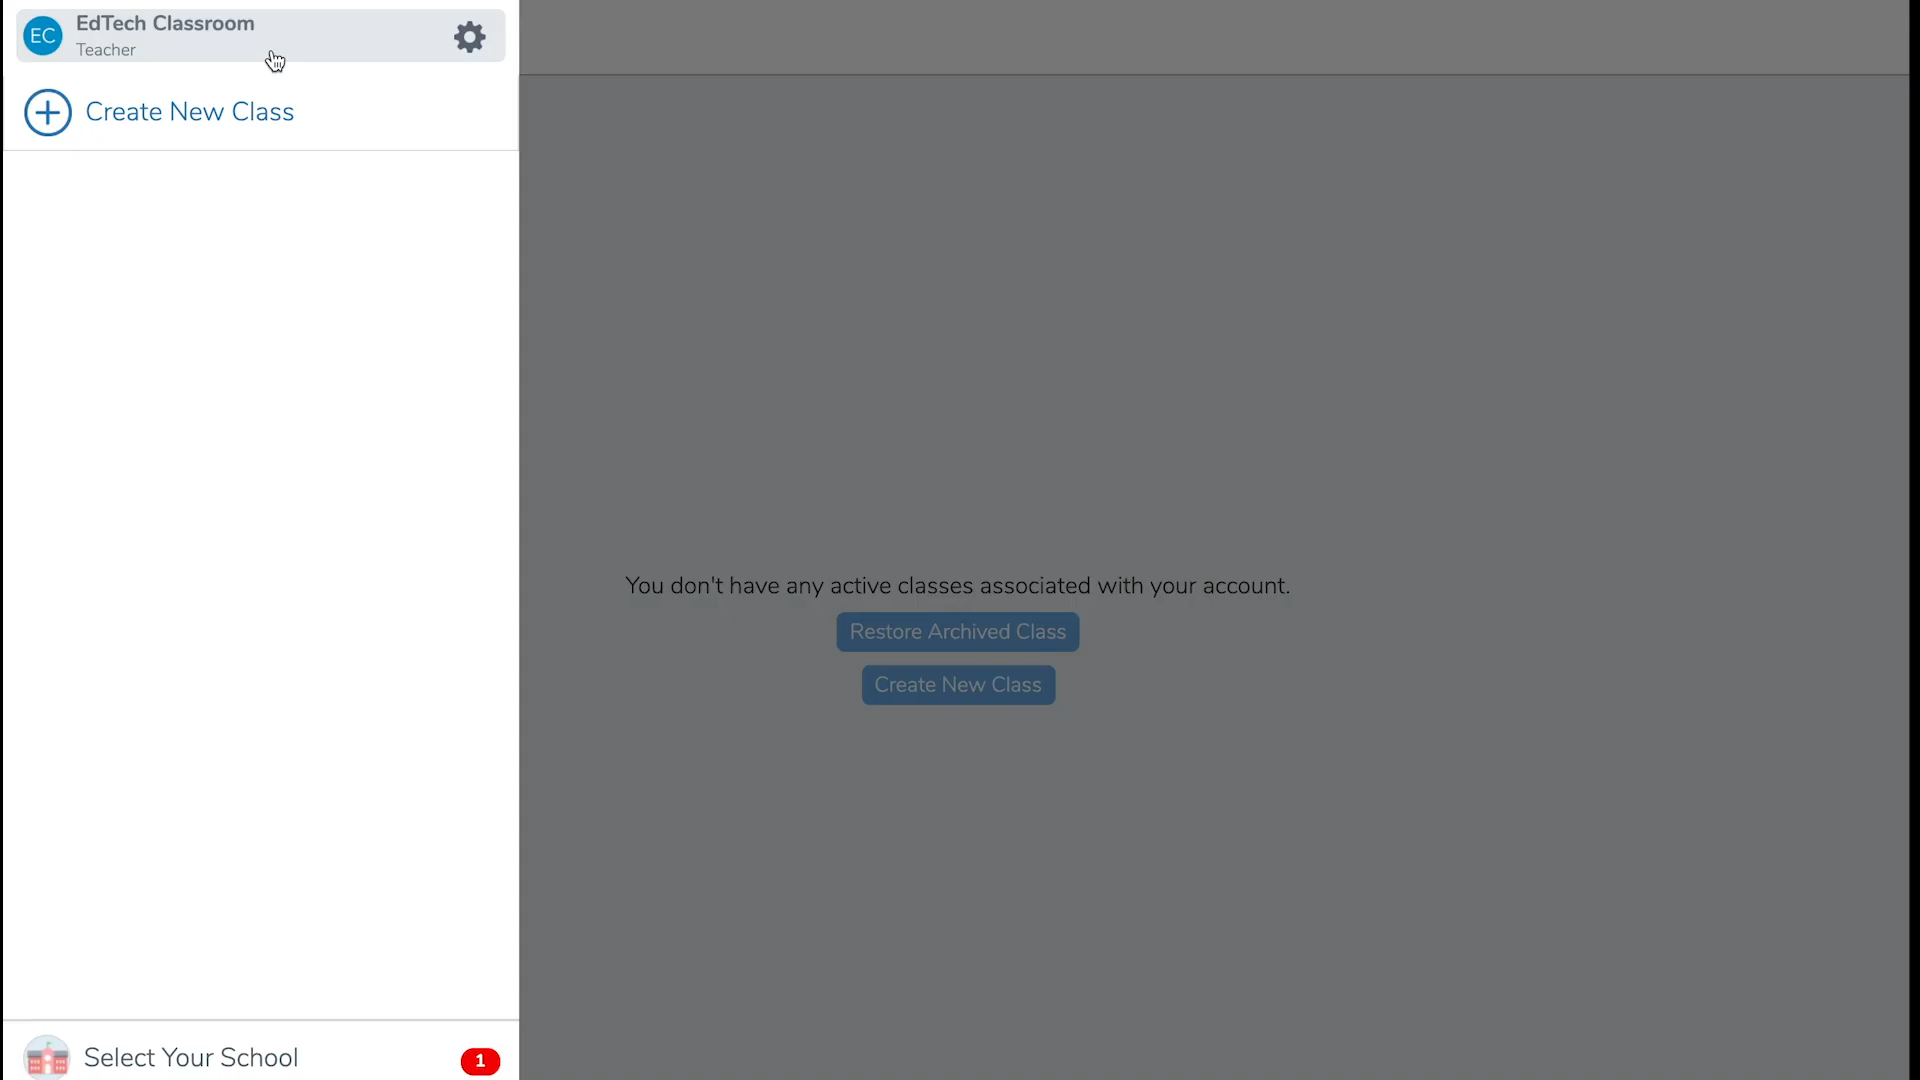 EC
EdTech Classroom
Teacher
Create New Class
You don't have any active classes associated with your account.
Restore Archived Class
Create New Class
Select Your School
1